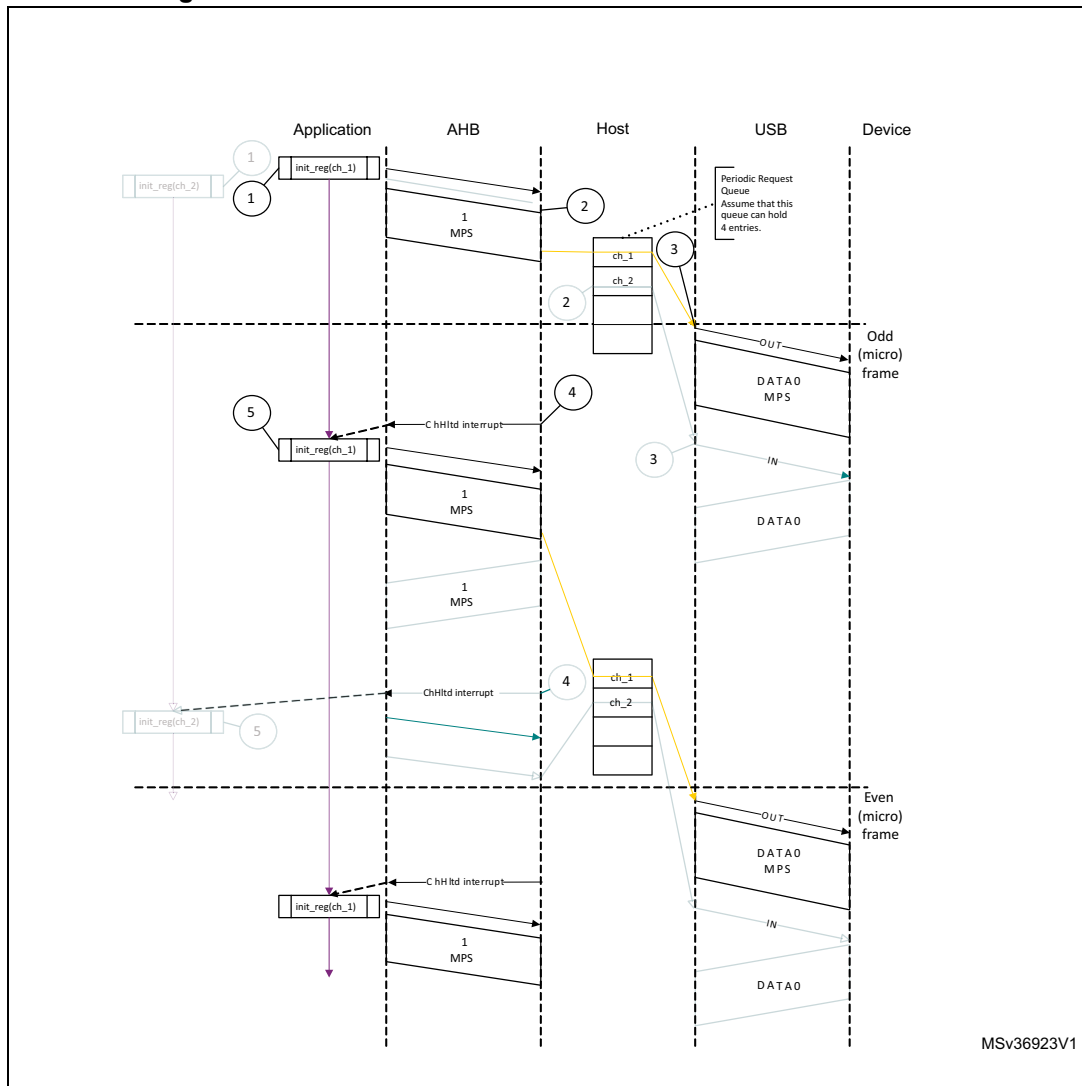 Application AHB Host USB Device
1
init_reg(ch_1)
init_reg(ch_2)
1
Periodic Request
Queue
Assume that this
queue can hold
4 entries.
2
1
MPS
3
ch_1
ch_2
2
Odd
(micro)
frame
OUT
DATA0
MPS
4
5
ChHltd interrupt
init_reg(ch_1)
3
IN
1
MPS
DATA0
1
MPS
4
ch_1
ChHltd interrupt
ch_2
init_reg(ch_2)
5
Even
(micro)
frame
OUT
DATA0
MPS
ChHltd interrupt
init_reg(ch_1)
IN
1
MPS
DATA0
MSv36923V1